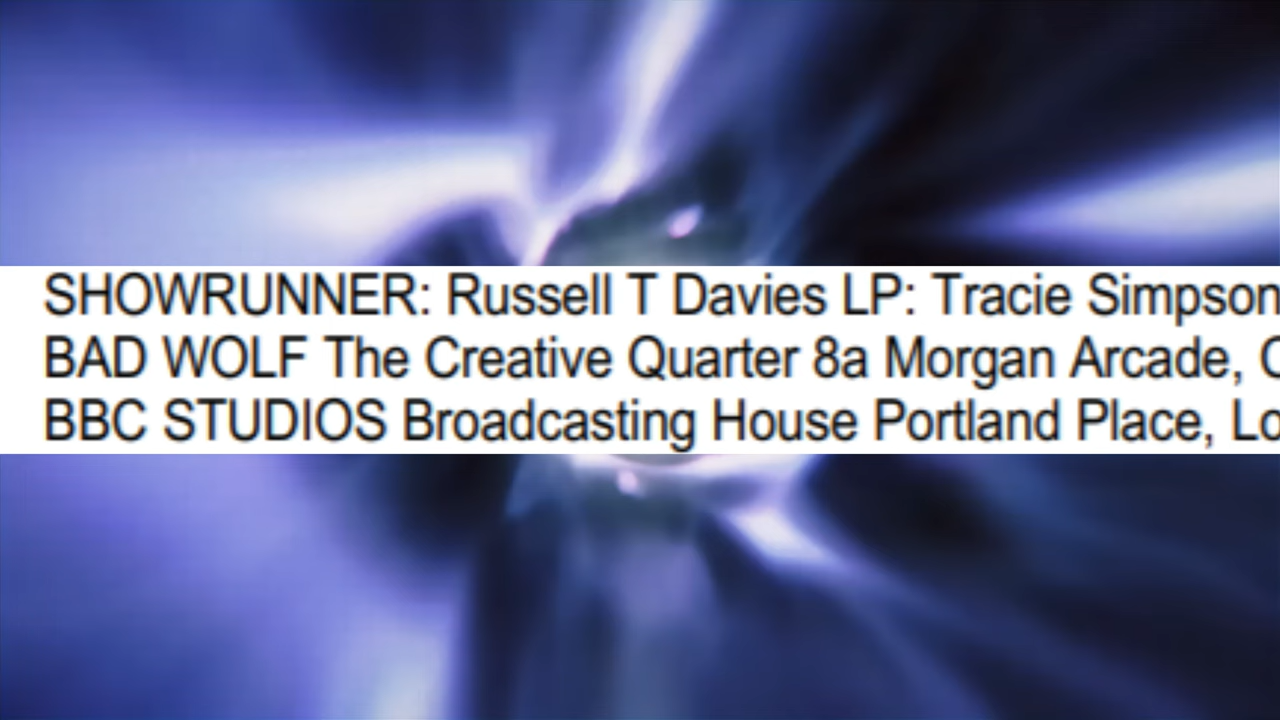 SHOWRUNNER: Russell T Davies LP: Tracie Simpson
BAD WOLF The Creative Quarter 8a Morgan Arcade,
BBC STUDIOS Broadcasting House Portland Place,